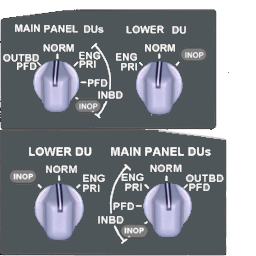 MAIN PANEL DUs LOWER DU
NORM NORM
OUTBD ENG ENG INOP
PFD PRI PRI
PFD
INBD
INOP
LOWER DU MAIN PANEL DUs
NORM NORM
INOP ENG ENG OUTBD
PRI PRI PFD
PFD
INBD
INOP